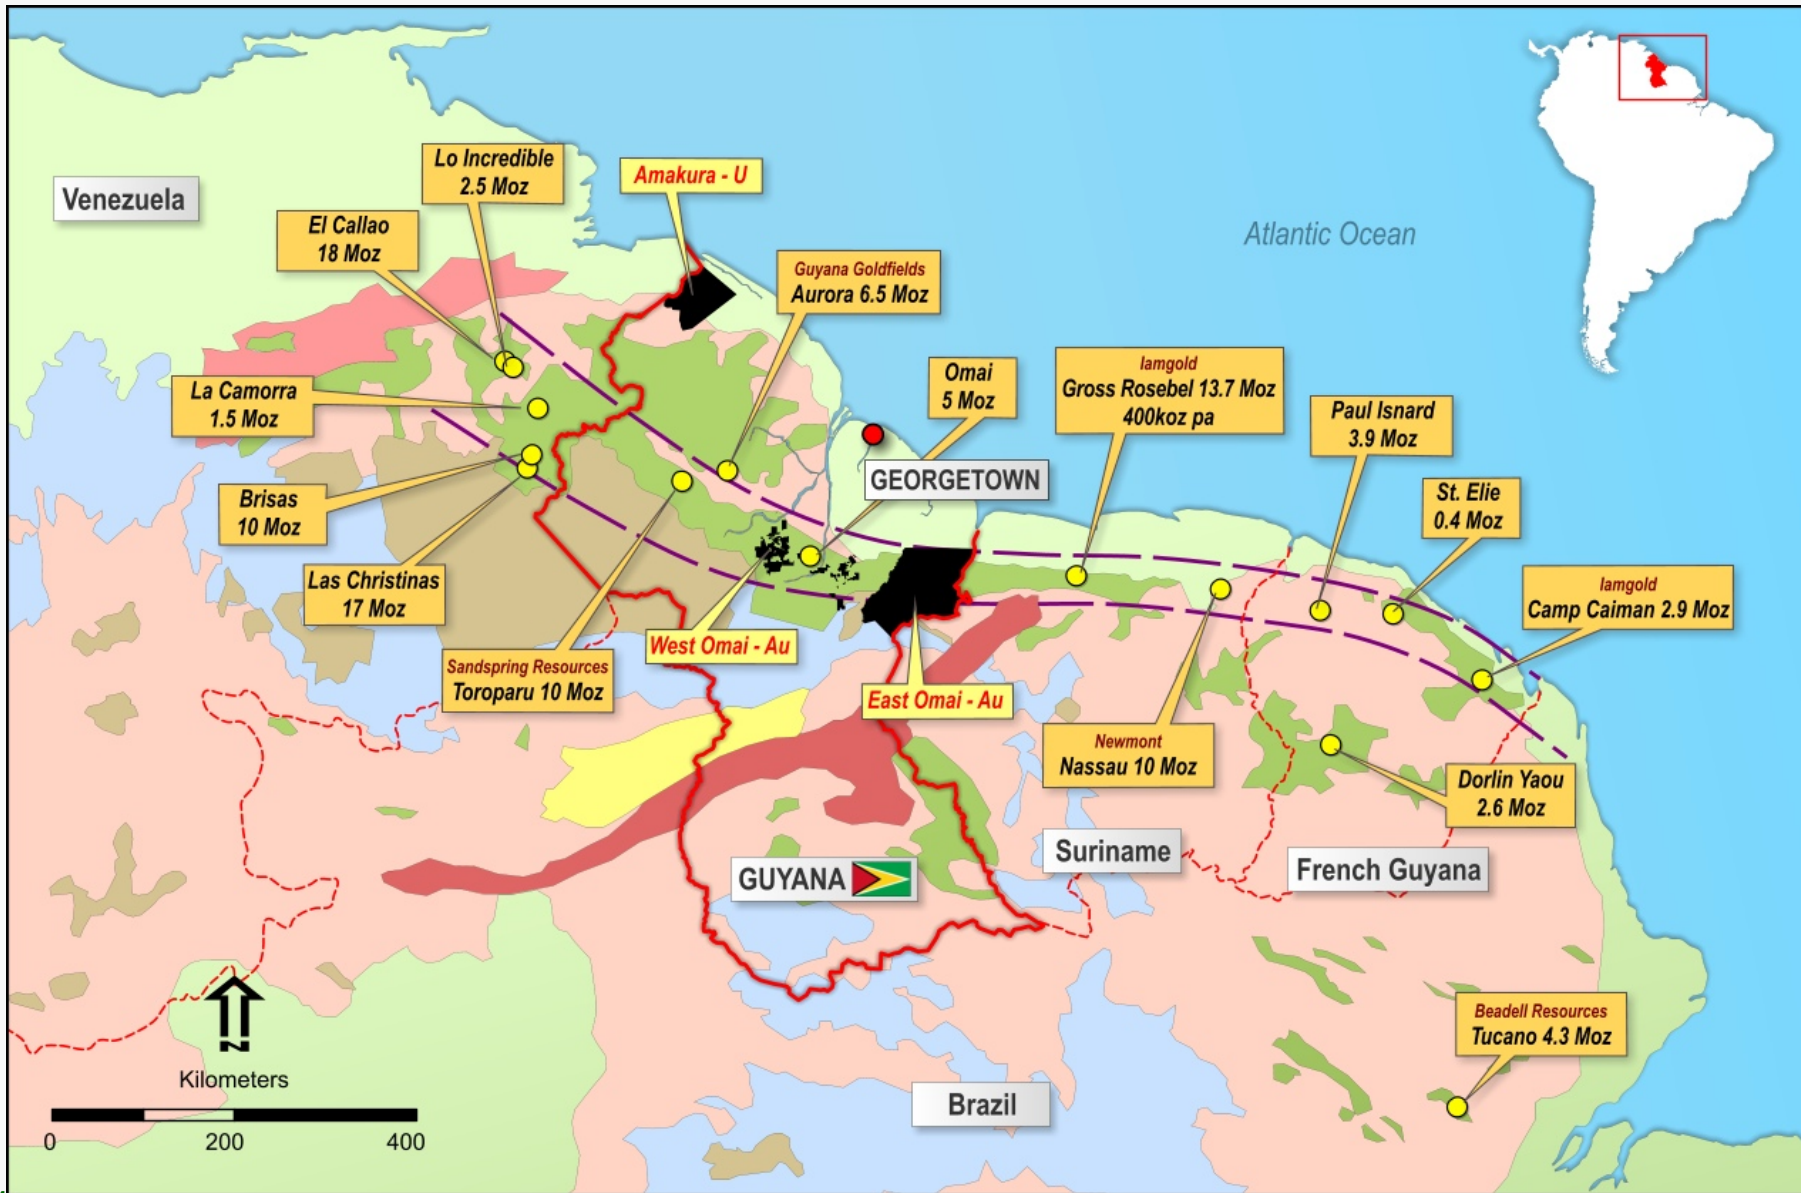 Venezuela
Lo Incredible
2.5 Moz
Amakura - U
El Callao
18 Moz
Atlantic Ocean
Guyana Goldfields
Aurora 6.5 Moz
La Camorra
1.5 Moz
Omai
5 Moz
Iamgold
Gross Rosebel 13.7 Moz
400koz pa
Paul Isnard
3.9 Moz
GEORGETOWN
St. Elie
0.4 Moz
Brisas
10 Moz
Las Christinas
17 Moz
Iamgold
Camp Caiman 2.9 Moz
West Omai - Au
Sandspring Resources
Toroparu 10 Moz
East Omai - Au
Newmont
Nassau 10 Moz
Dorlin Yaou
2.6 Moz
Suriname
French Guyana
GUYANA
N
Kilometers
0 200 400
Beadell Resources
Tucano 4.3 Moz
Brazil